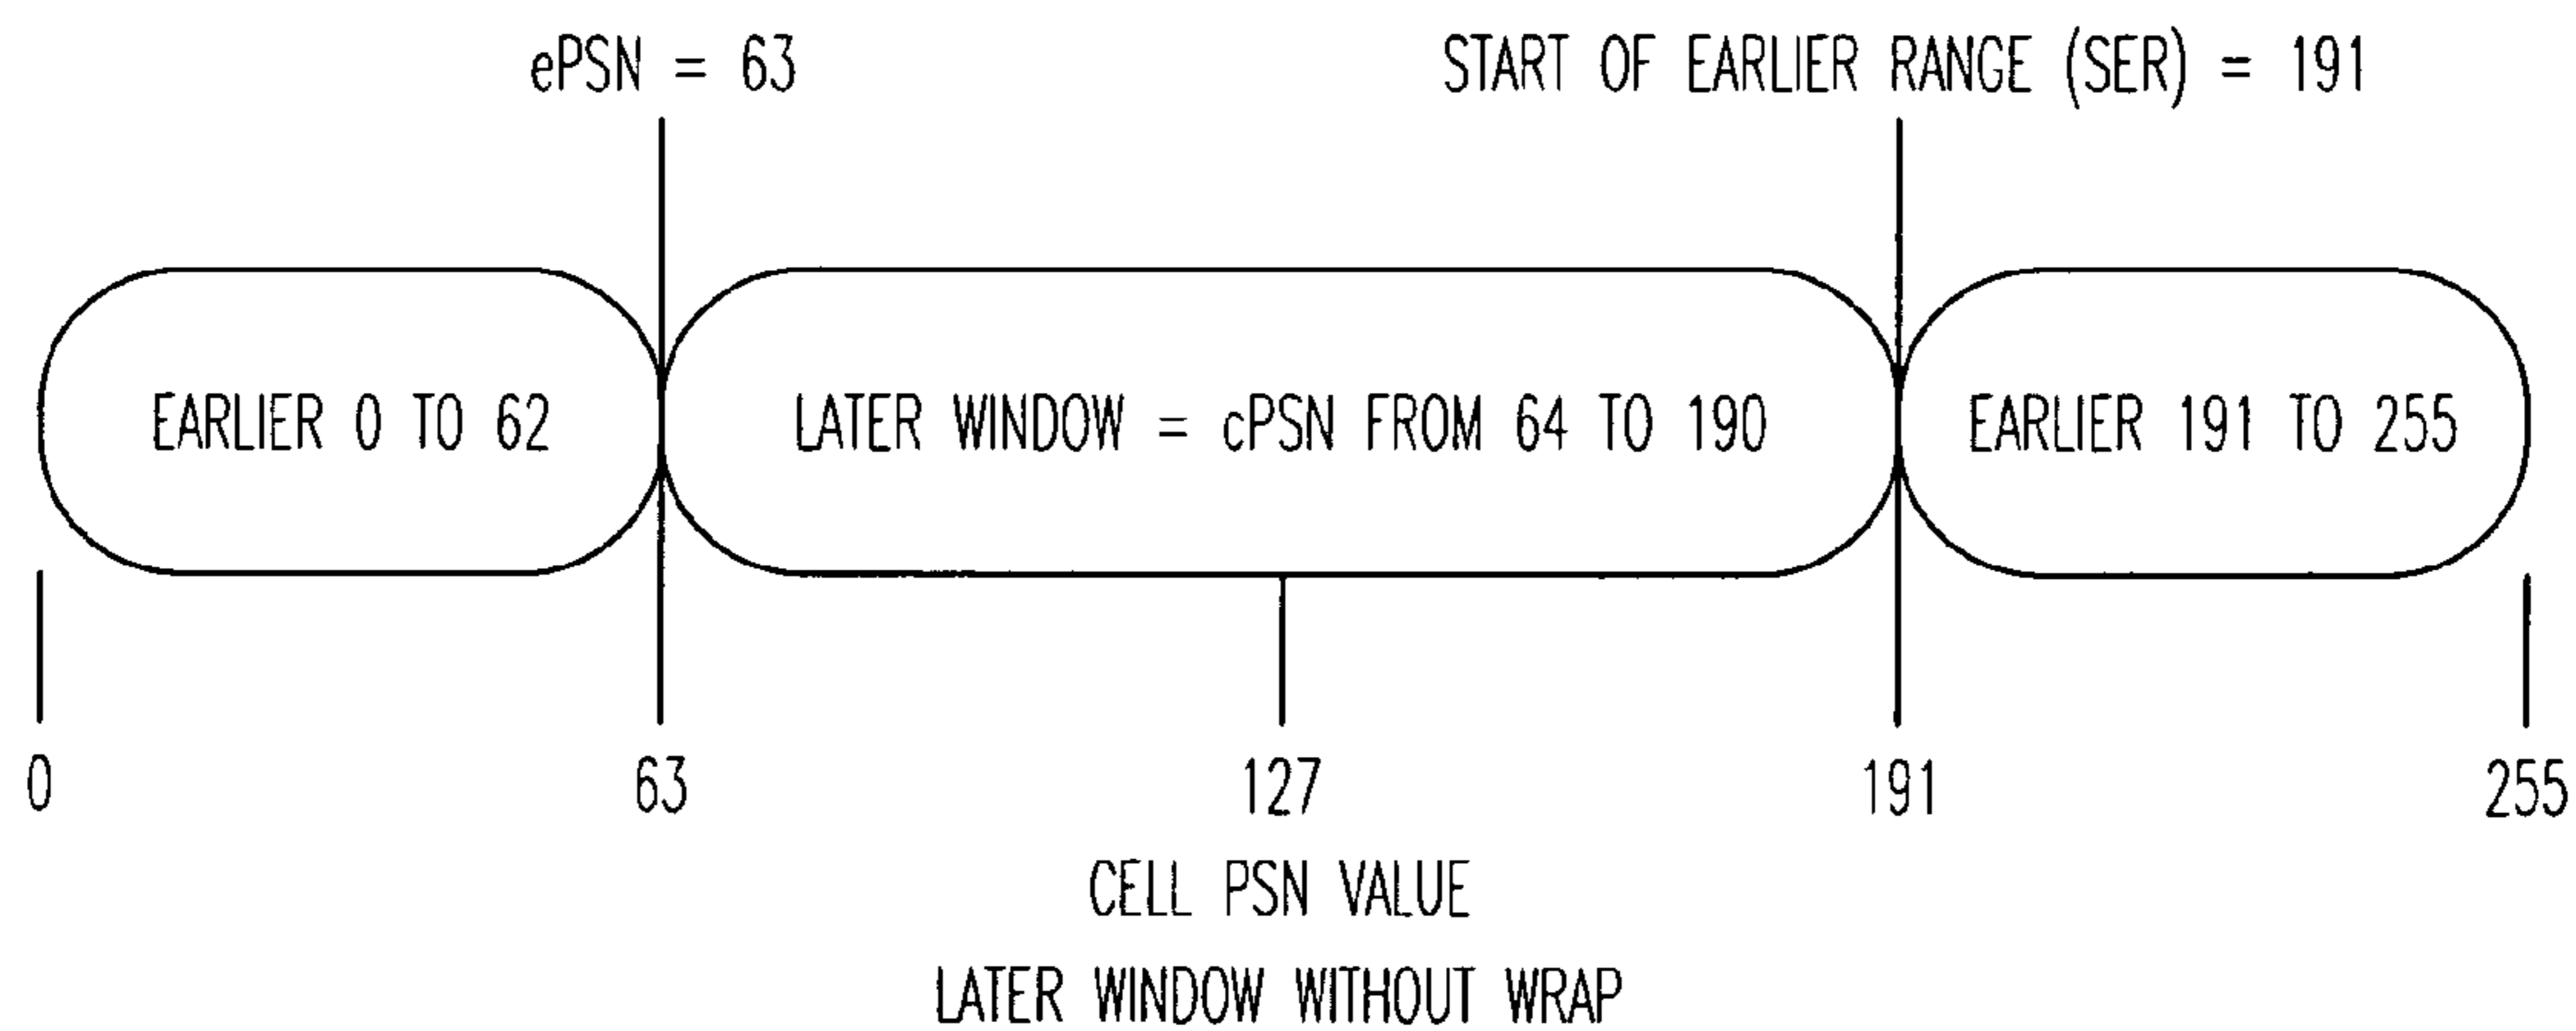 ePSN = 63
START OF EARLIER RANGE (SER) = 191
EARLIER 0 TO 62
LATER WINDOW = cPSN FROM 64 TO 190
EARLIER 191 TO 255
0
63
127
191
255
CELL PSN VALUE
LATER WINDOW WITHOUT WRAP